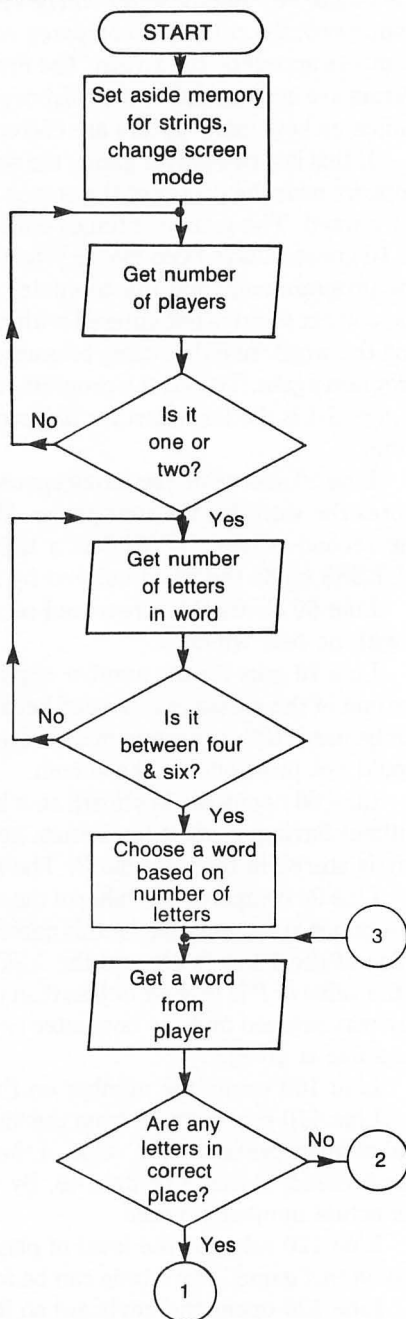 START
Set aside memory
for strings,
change screen
mode
Get number
of players
No
Is it
one or
two?
Yes
Get number
of letters
in word
No
Is it
between four
& six?
Yes
Choose a word
based on
number of
letters
3
Get a word
from
player
Are any
letters in
correct
place?
No
2
Yes
1